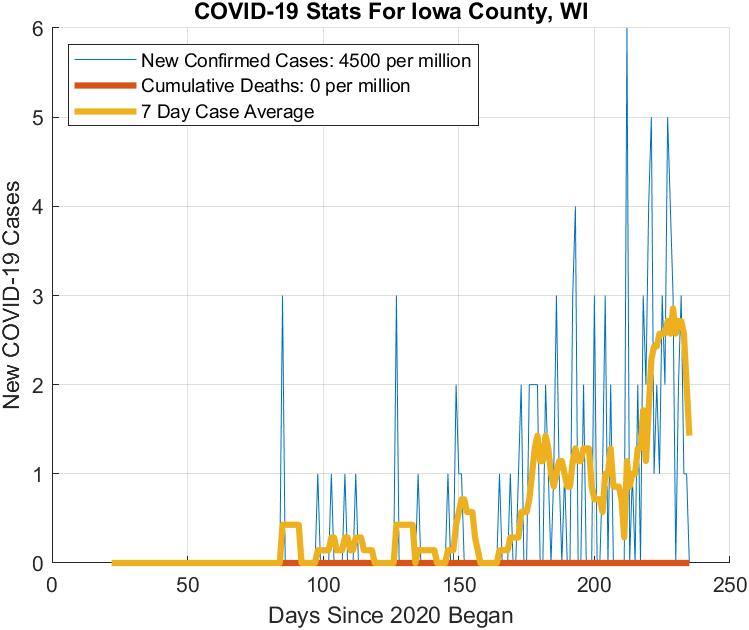 COVID-19 Stats For Iowa County, WI
New Confirmed Cases: 4500 per million
Cumulative Deaths: 0 per million
7 Day Case Average
New COVID-19 Cases
6
5
4
3
2
1
0
0 50 100 150 200 250
Days Since 2020 Began